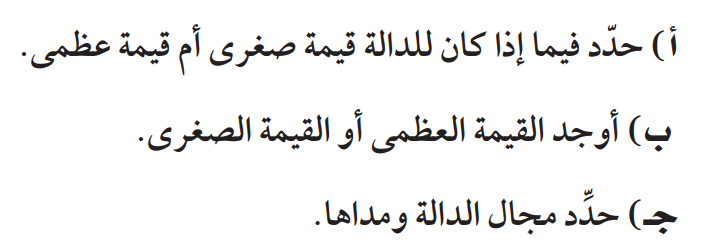 أ) حدّد فيما إذا كان للدالة قيمة صغرى أم قيمة عظمى.
ب) أوجد القيمة العظمى أو القيمة الصغرى.
جـ) حدِّد مجال الدالة ومداها.